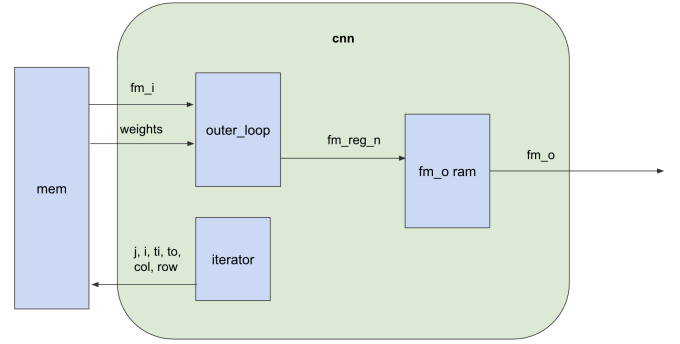 cnn
fm_i
weights
outer_loop
fm_reg_n
fm_o ram
fm_o
mem
j, i, ti, to,
col, row
iterator